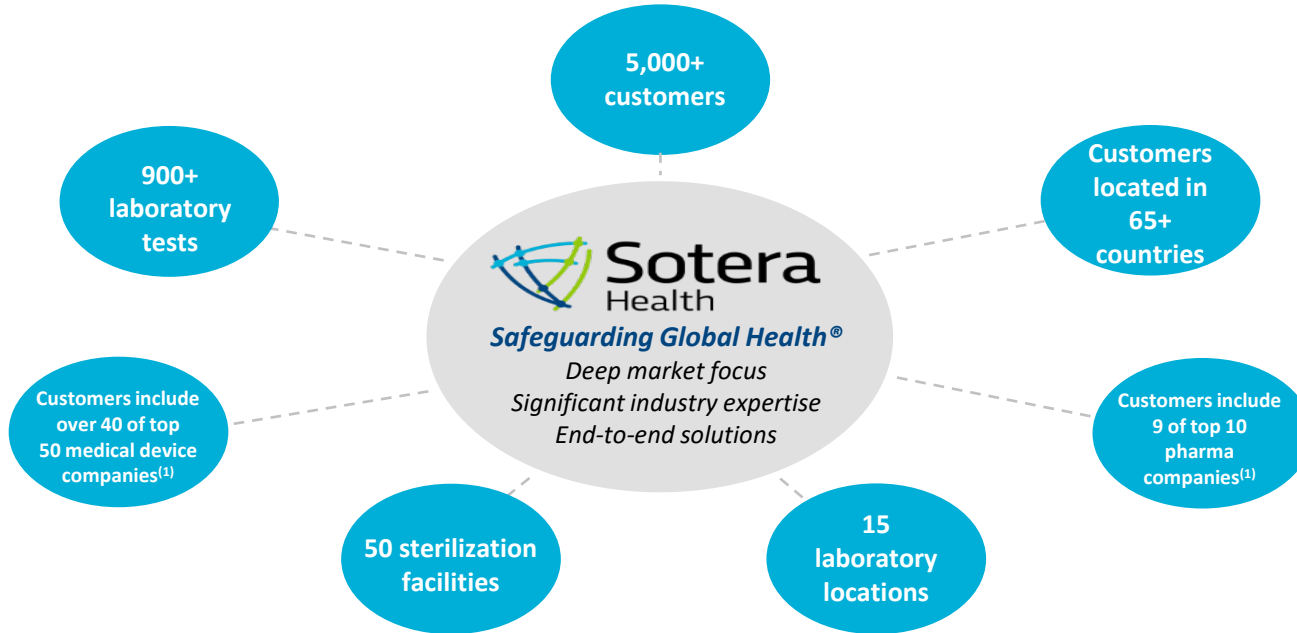 5,000+
customers
900+
laboratory
tests
Customers
located in
65+
countries
Sotera
Health
Safeguarding Global Health®
Deep market focus
Significant industry expertise
End-to-end solutions
Customers include
over 40 of top
50 medical device
companies(1)
Customers include
9 of top 10
pharma
companies(1)
50 sterilization
facilities
15
laboratory
locations